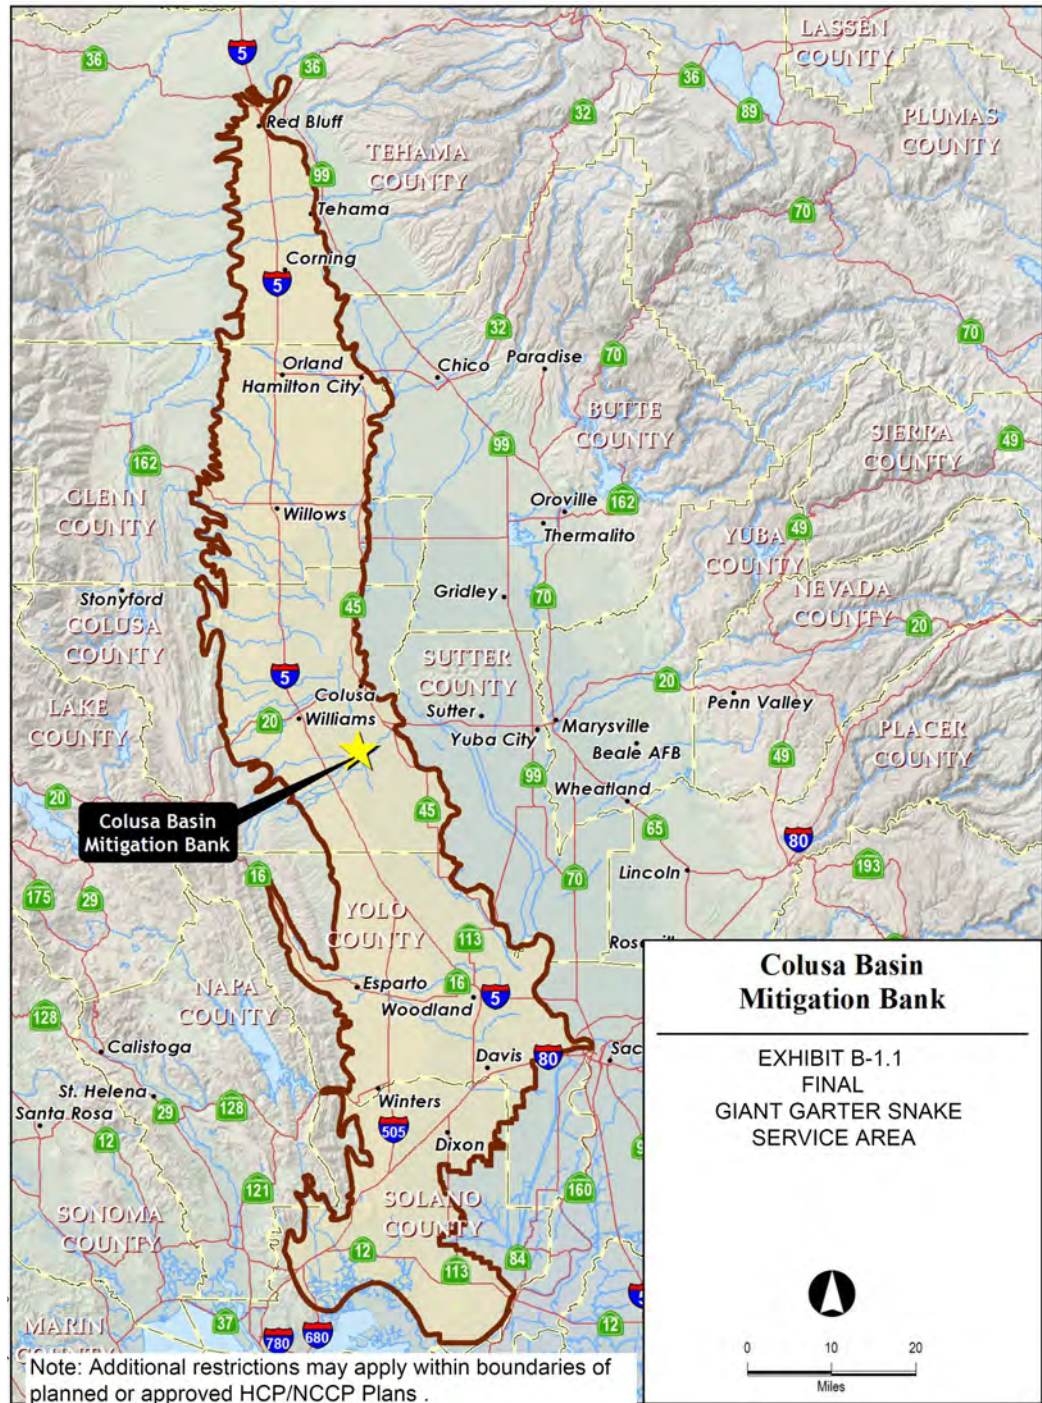 LASSEN
COUNTY
5
36
36
36
32
89
PLUMAS
COUNTY
Red Bluff
TEHAMA
COUNTY
99
Tehama
70
Corning
5
32
70
70
Orland
Hamilton City
Chico
Paradise
BUTTE
COUNTY
SIERRA
COUNTY
49
99
162
GLENN
COUNTY
Willows
Oroville
162
Thermalito
49
YUBA
COUNTY
NEVADA
COUNTY
Stonyford
COLUSA
COUNTY
45
Gridley
70
20
SUTTER
COUNTY
5
Colusa
20
Williams
Sutter
20
Penn Valley
LAKE
COUNTY
Marysville
Yuba City
Beale AFB
PLACER
COUNTY
49
99
Wheatland
20
Colusa Basin
Mitigation Bank
45
65
80
16
70
Lincoln
193
175
29
YOLO
COUNTY
113
Esparto
16
Woodland
5
NAPA
COUNTY
128
Calistoga
Davis
80
Sac
St. Helena
Santa Rosa
29
128
Winters
505
Dixon
12
121
160
SOLANO
COUNTY
SONOMA
COUNTY
12
84
113
MARIN
37
780
680
12
Colusa Basin
Mitigation Bank
EXHIBIT B-1.1
FINAL
GIANT GARTER SNAKE
SERVICE AREA
0 10 20
Miles
Note: Additional restrictions may apply within boundaries of
planned or approved HCP/NCCP Plans .